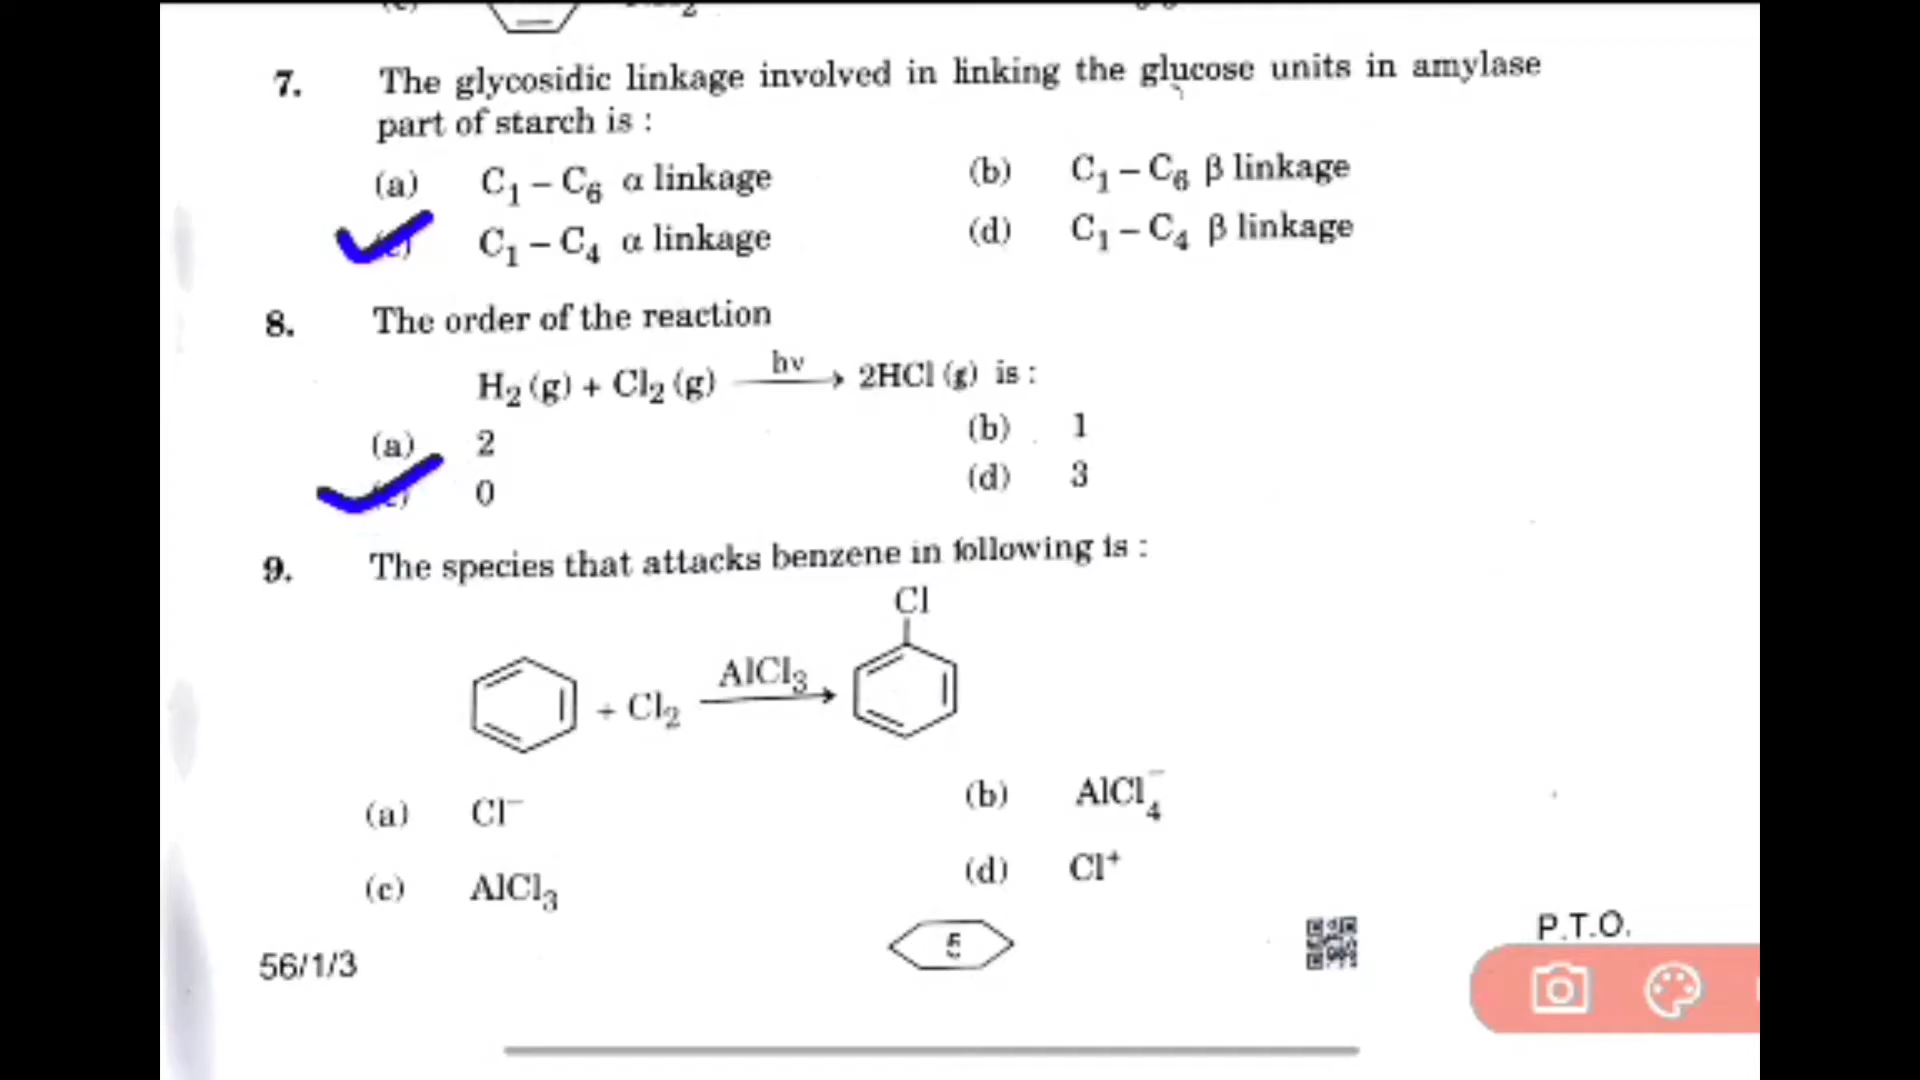 7. The glycosidic linkage involved in linking the glucose units in amylase
part of starch is :
(a) C₁ – C₆ α linkage (b) C₁ – C₆ β linkage
(c) C₁ – C₄ α linkage (d) C₁ – C₄ β linkage
8. The order of the reaction
H₂ (g) + Cl₂ (g) hν → 2HCl (g) is :
(a) 2 (b) 1
(c) 0 (d) 3
9. The species that attacks benzene in following is :
Cl
+ Cl₂ AlCl₃ →
(a) Cl⁻ (b) AlCl₄⁻
(c) AlCl₃ (d) Cl⁺
56/1/3 5 P.T.O.